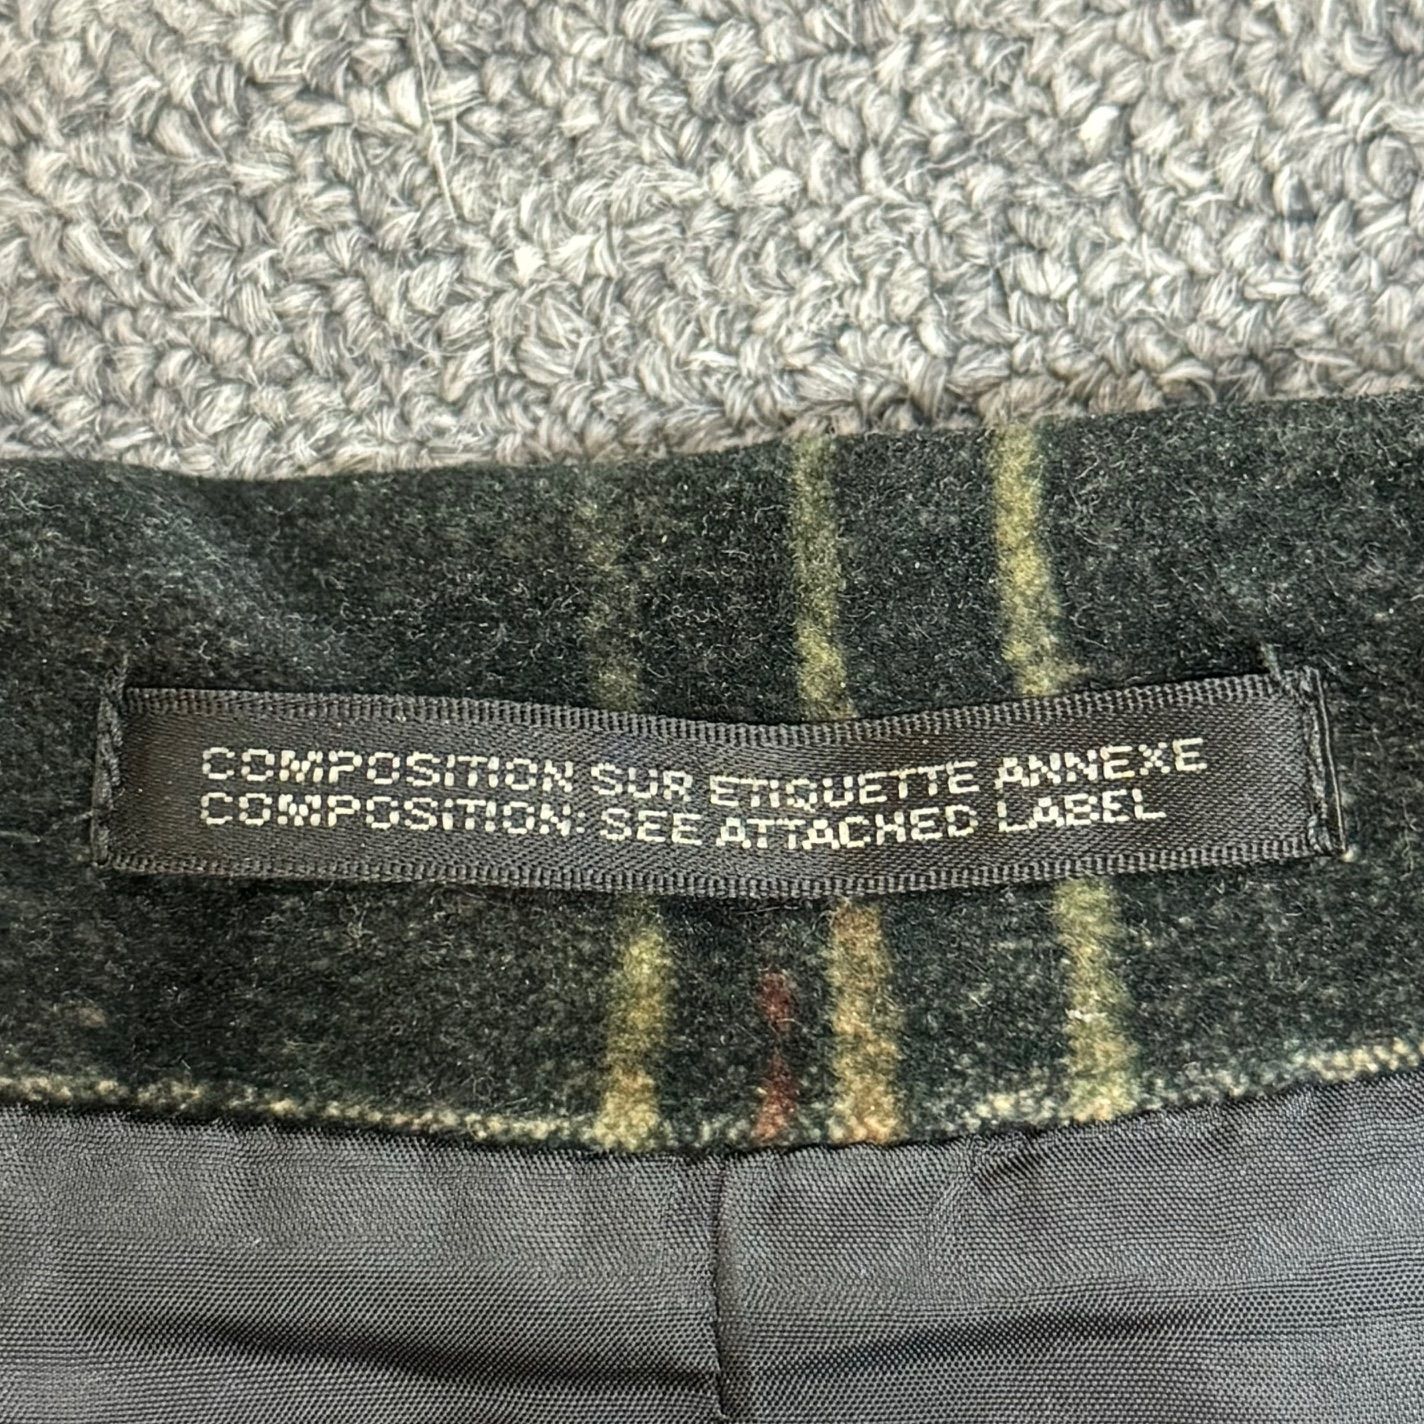 COMPOSITION SUR ETIQUETTE ANNEXE
COMPOSITION: SEE ATTACHED LABEL